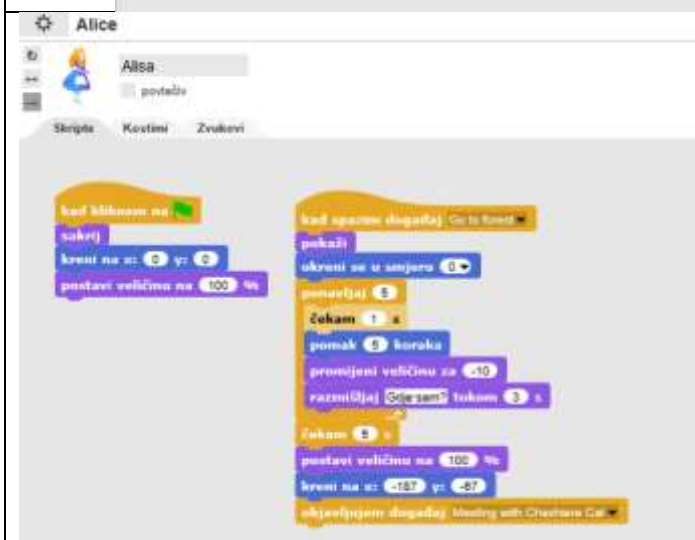 Alice
Alisa
povlačiv
Skripte Kostimi Zvukovi
kad kliknem na
sakrij
kreni na x: 0 y: 0
postavi veličinu na 100 %
kad spazim događaj Go to forest
pokaži
okreni se u smjeru 0
ponavljaj 5
čekam 1 s
pomak 5 koraka
promijeni veličinu za -10
razmišljaj Gdje sam? tokom 3 s
čekam 5 s
postavi veličinu na 100 %
kreni na x: -187 y: -67
objavljujem događaj Meeting with Cheshiere Cat